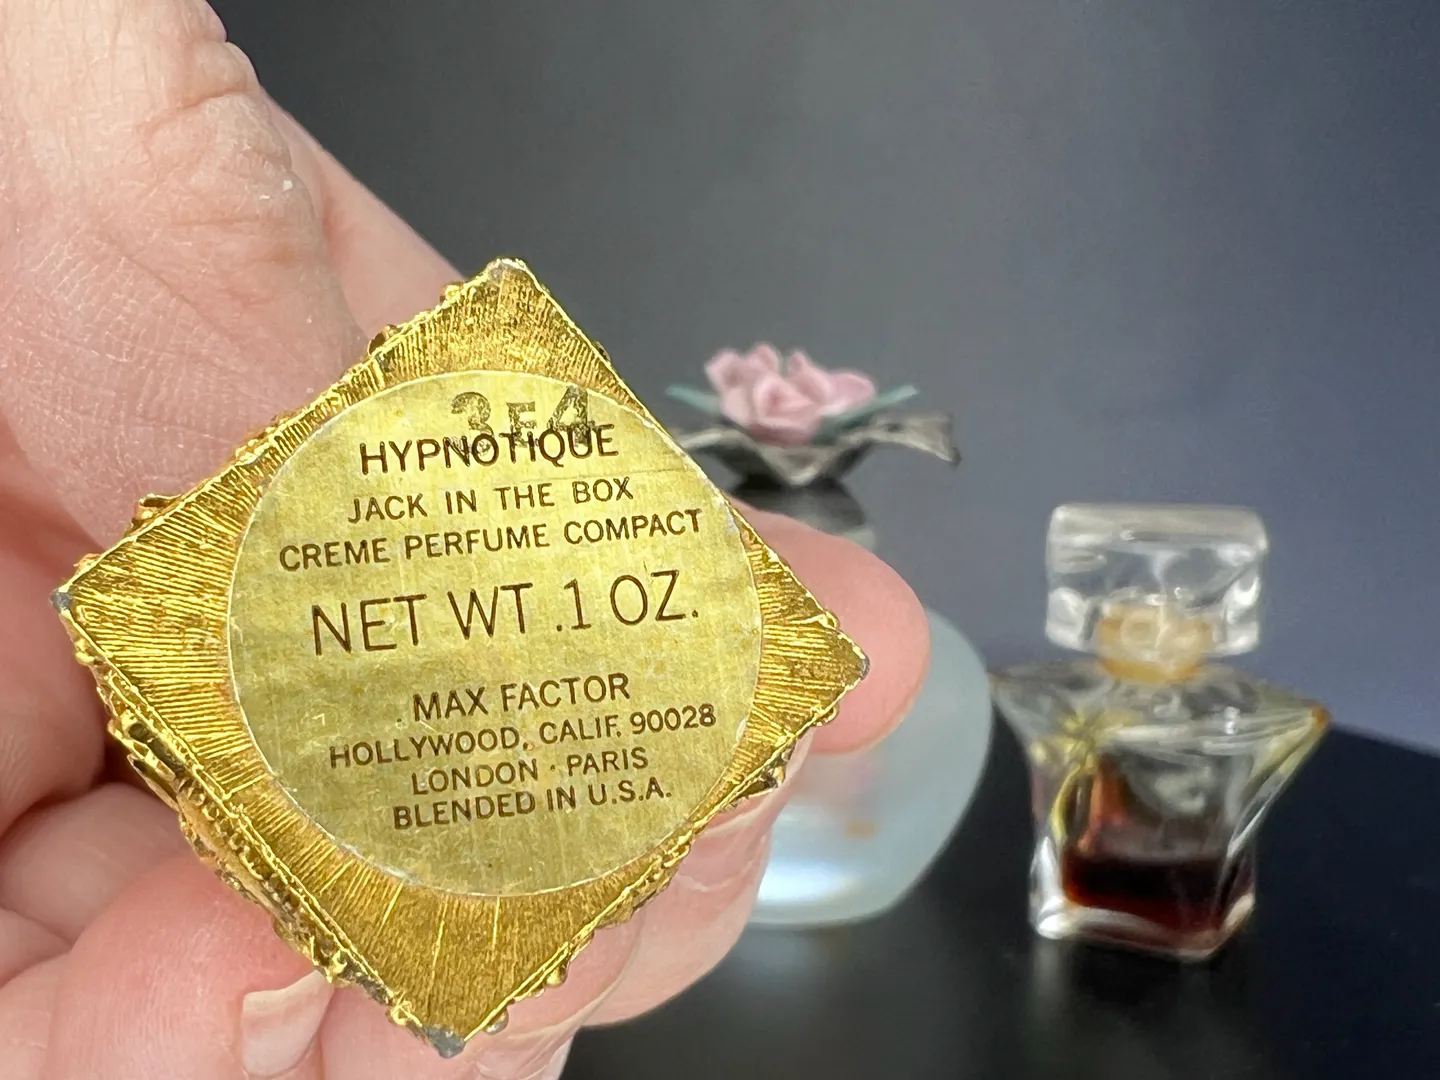 3E4
HYPNOTIQUE
JACK IN THE BOX
CREME PERFUME COMPACT
NET WT .1 OZ.
MAX FACTOR
HOLLYWOOD, CALIF. 90028
LONDON · PARIS
BLENDED IN U.S.A.